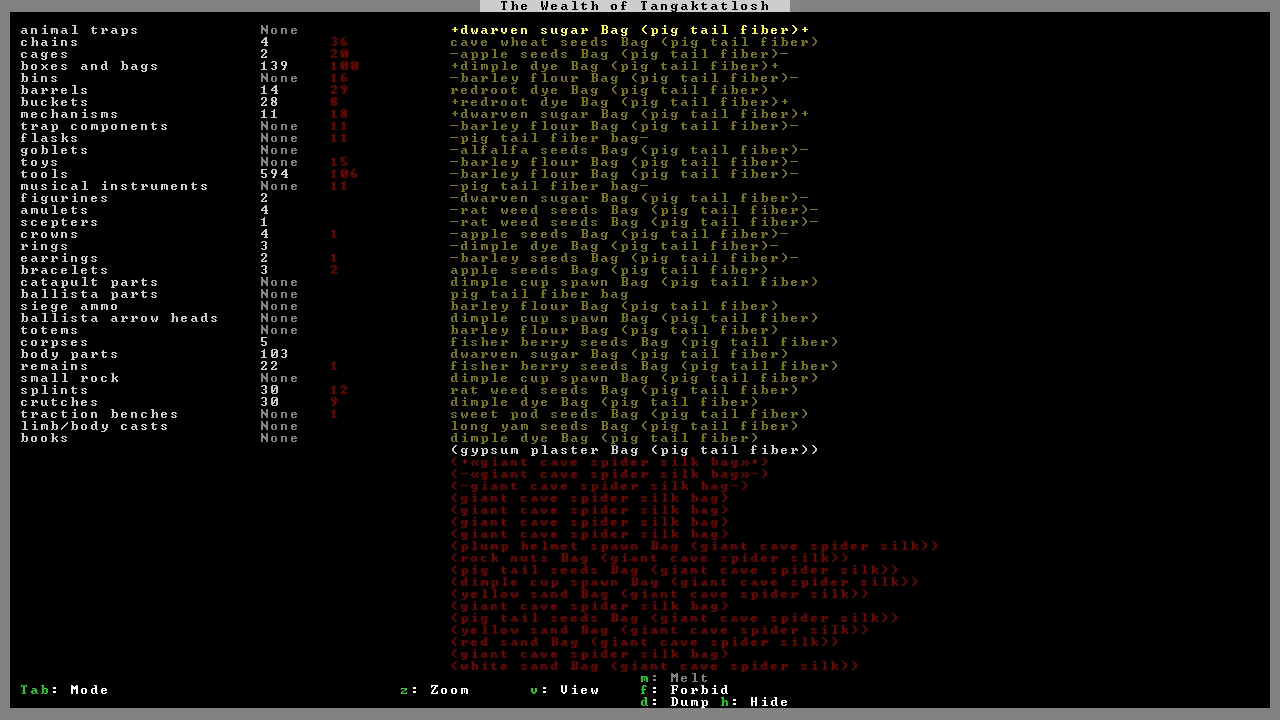 The Wealth of Tangaktatlosh
animal traps None +dwarven sugar Bag (pig tail fiber)+
chains 4 36 cave wheat seeds Bag (pig tail fiber)
cages 2 20 -apple seeds Bag (pig tail fiber)-
boxes and bags 139 100 +dimple dye Bag (pig tail fiber)+
bins None 16 -barley flour Bag (pig tail fiber)-
barrels 14 29 redroot dye Bag (pig tail fiber)
buckets 28 8 +redroot dye Bag (pig tail fiber)+
mechanisms 11 18 +dwarven sugar Bag (pig tail fiber)+
trap components None 11 -barley flour Bag (pig tail fiber)-
flasks None 11 -pig tail fiber bag-
goblets None -alfalfa seeds Bag (pig tail fiber)-
toys None 15 -barley flour Bag (pig tail fiber)-
tools 594 106 -barley flour Bag (pig tail fiber)-
musical instruments None 11 -pig tail fiber bag-
figurines 2 -dwarven sugar Bag (pig tail fiber)-
amulets 4 -rat weed seeds Bag (pig tail fiber)-
scepters 1 -rat weed seeds Bag (pig tail fiber)-
crowns 4 1 -apple seeds Bag (pig tail fiber)-
rings 3 -dimple dye Bag (pig tail fiber)-
earrings 2 1 -barley seeds Bag (pig tail fiber)-
bracelets 3 2 apple seeds Bag (pig tail fiber)
catapult parts None dimple cup spawn Bag (pig tail fiber)
ballista parts None pig tail fiber bag
siege ammo None barley flour Bag (pig tail fiber)
ballista arrow heads None dimple cup spawn Bag (pig tail fiber)
totems None barley flour Bag (pig tail fiber)
corpses 5 fisher berry seeds Bag (pig tail fiber)
body parts 103 dwarven sugar Bag (pig tail fiber)
remains 22 1 fisher berry seeds Bag (pig tail fiber)
small rock None dimple cup spawn Bag (pig tail fiber)
splints 30 12 rat weed seeds Bag (pig tail fiber)
crutches 30 9 dimple dye Bag (pig tail fiber)
traction benches None 1 sweet pod seeds Bag (pig tail fiber)
limb/body casts None long yam seeds Bag (pig tail fiber)
books None dimple dye Bag (pig tail fiber)
(gypsum plaster Bag (pig tail fiber))
(+«giant cave spider silk bag»+)
(-«giant cave spider silk bag»-)
(-giant cave spider silk bag-)
(giant cave spider silk bag)
(giant cave spider silk bag)
(giant cave spider silk bag)
(giant cave spider silk bag)
(plump helmet spawn Bag (giant cave spider silk))
(rock nuts Bag (giant cave spider silk))
(pig tail seeds Bag (giant cave spider silk))
(dimple cup spawn Bag (giant cave spider silk))
(yellow sand Bag (giant cave spider silk))
(giant cave spider silk bag)
(pig tail seeds Bag (giant cave spider silk))
(yellow sand Bag (giant cave spider silk))
(red sand Bag (giant cave spider silk))
(giant cave spider silk bag)
(white sand Bag (giant cave spider silk))
m: Melt
Tab: Mode z: Zoom v: View f: Forbid
d: Dump h: Hide